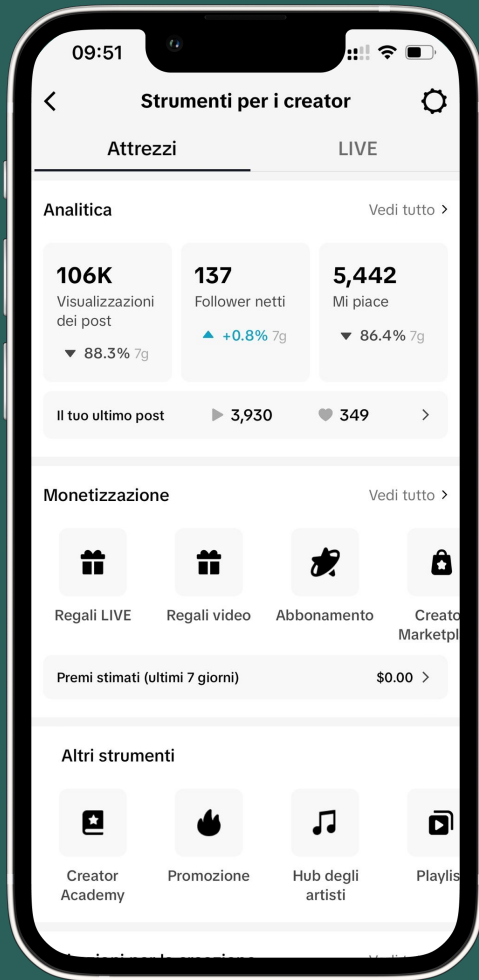 09:51
Strumenti per i creator
Attrezzi LIVE
Analitica Vedi tutto >
106K 137 5,442
Visualizzazioni Follower netti Mi piace
dei post
▲ +0.8% 7g ▼ 86.4% 7g
▼ 88.3% 7g
Il tuo ultimo post 3,930 349 >
Monetizzazione Vedi tutto >
Regali LIVE Regali video Abbonamento Creato
Marketpl
Premi stimati (ultimi 7 giorni) $0.00 >
Altri strumenti
Creator Promozione Hub degli Playlis
Academy artisti